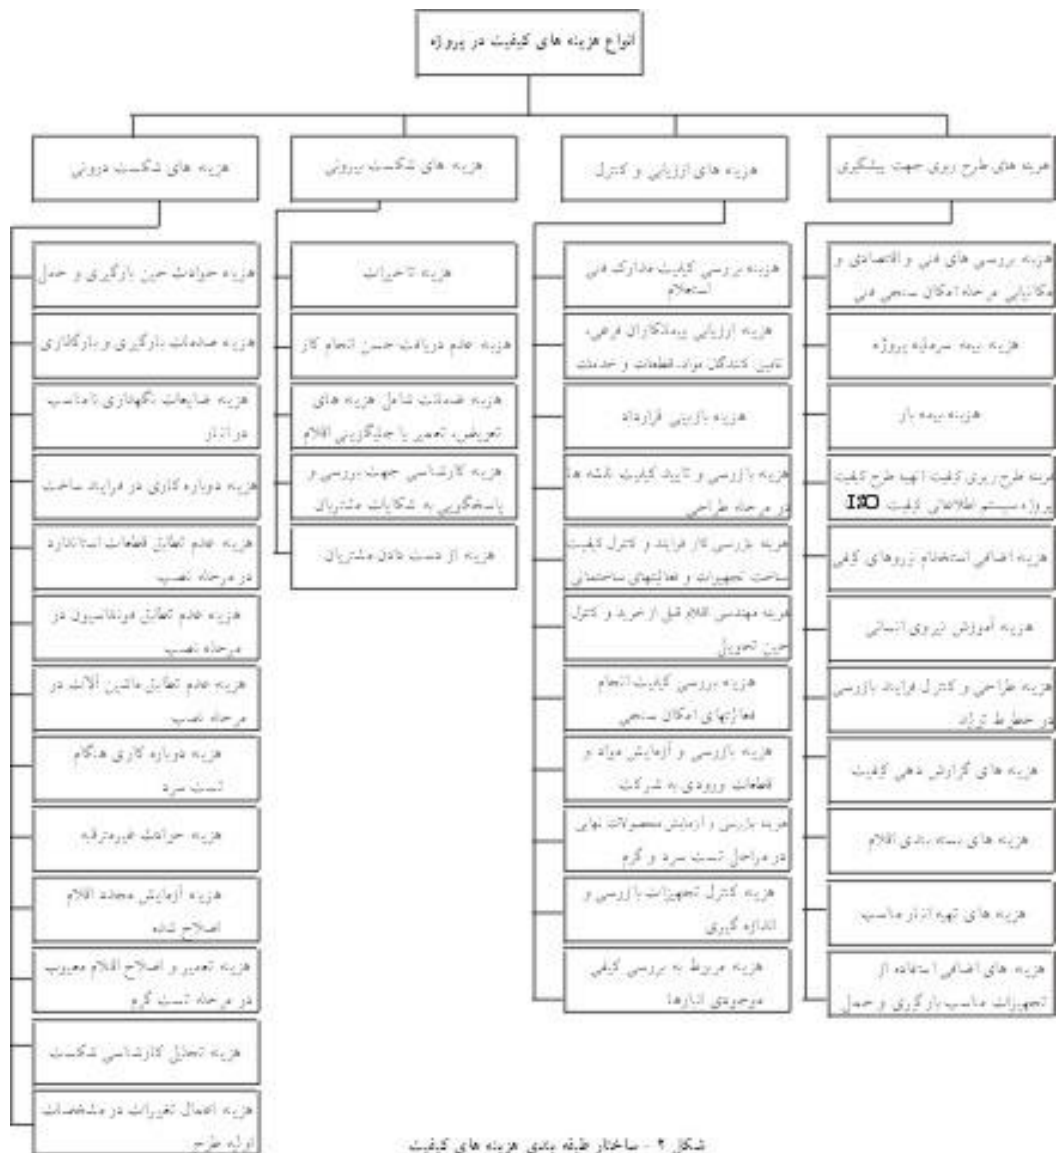 انواع هزینه های کیفیت در پروژه
هزینه های طرح ریزی جهت پیشگیری
هزینه بررسی های فنی و اقتصادی و
مکانیابی مرحله امکان سنجی فنی
هزینه بیمه سرمایه پروژه
هزینه بیمه بار
هزینه طرح ریزی کیفیت (تهیه طرح کیفیت
پروژه سیستم اطلاعاتی کیفیت ISO
هزینه اضافی استخدام نیروهای کیفی
هزینه آموزش نیروی انسانی
هزینه طراحی و کنترل فرایند بازرسی
در خطوط تولید
هزینه های گزارش دهی کیفیت
هزینه های بسته بندی اقلام
هزینه های تهیه انبار مناسب
هزینه های اضافی استفاده از
تجهیزات مناسب بارگیری و حمل
هزینه های ارزیابی و کنترل
هزینه بررسی کیفیت مدارک فنی
استعلام
هزینه ارزیابی پیمانکاران فرعی،
تامین کنندگان مواد، قطعات و خدمات
هزینه بازبینی قرارداد
هزینه بازرسی و تایید کیفیت نقشه ها
در مرحله طراحی
هزینه بازرسی کار فرایند و کنترل کیفیت
ساخت تجهیزات و فعالیتهای ساختمانی
هزینه مهندسی اقلام قبل از خرید و کنترل
حین تحویل
هزینه بررسی کیفیت انجام
فعالیتهای امکان سنجی
هزینه بازرسی و آزمایش مواد و
قطعات ورودی به شرکت
هزینه بازرسی و آزمایش محصولات نهایی
در مراحل تست سرد و گرم
هزینه کنترل تجهیزات بازرسی و
اندازه گیری
هزینه مربوط به بررسی کیفی
موجودی انبارها
هزینه های شکست بیرونی
هزینه تاخیرات
هزینه عدم دریافت حسن انجام کار
هزینه ضمانت شامل هزینه های
تعویض، تعمیر یا جایگزینی اقلام
هزینه کارشناسی جهت بررسی و
پاسخگویی به شکایات مشتریان
هزینه از دست دادن مشتریان
هزینه های شکست درونی
هزینه حوادث حین بارگیری و حمل
هزینه صدمات بارگیری و بارگذاری
هزینه ضایعات نگهداری نامناسب
در انبار
هزینه دوباره کاری در فرایند ساخت
هزینه عدم تطابق قطعات استاندارد
در مرحله نصب
هزینه عدم تطابق فونداسیون در
مرحله نصب
هزینه عدم تطابق ماشین آلات در
مرحله نصب
هزینه دوباره کاری هنگام
تست سرد
هزینه حوادث غیرمترقبه
هزینه آزمایش مجدد اقلام
اصلاح شده
هزینه تعمیر و اصلاح اقلام معیوب
در مرحله تست گرم
هزینه تحلیل کارشناسی شکست
هزینه اعمال تغییرات در مشخصات
اولیه طرح
شکل ۲ - ساختار طبقه بندی هزینه های کیفیت